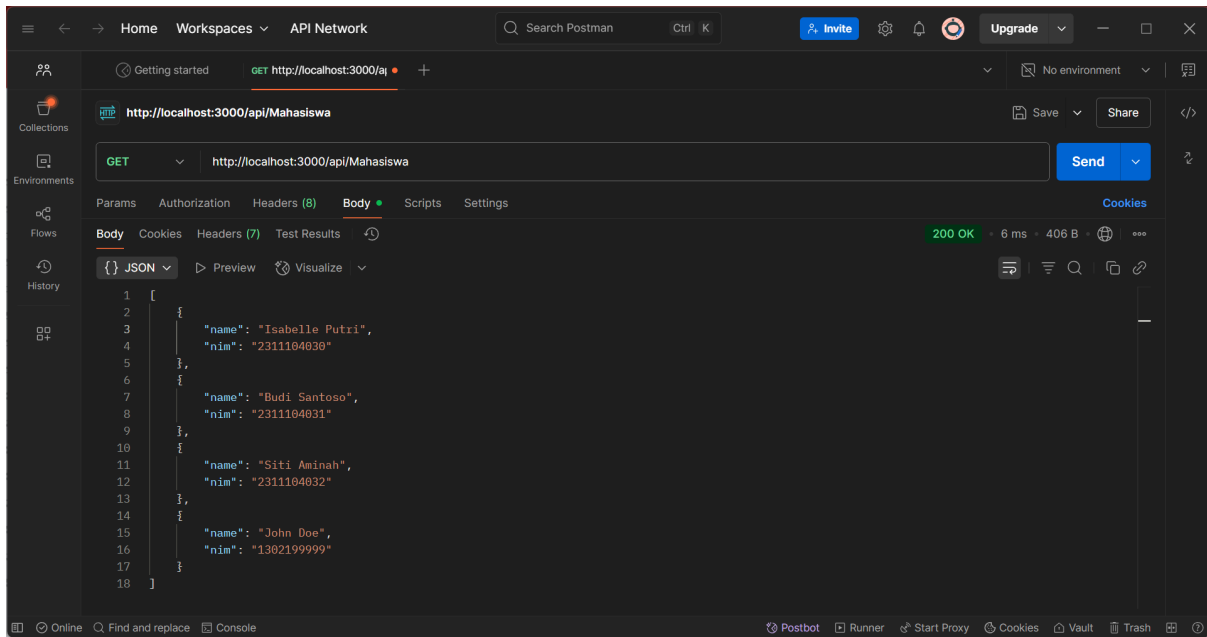 Home Workspaces API Network Search Postman Ctrl K Invite Upgrade
Getting started GET http://localhost:3000/a No environment
Collections
Environments
Flows
History
HTTP http://localhost:3000/api/Mahasiswa Save Share
GET http://localhost:3000/api/Mahasiswa Send
Params Authorization Headers (8) Body Scripts Settings Cookies
Body Cookies Headers (7) Test Results 200 OK 6 ms 406 B
{} JSON Preview Visualize
1 [
2 {
3 "name": "Isabelle Putri",
4 "nim": "2311104030"
5 },
6 {
7 "name": "Budi Santoso",
8 "nim": "2311104031"
9 },
10 {
11 "name": "Siti Aminah",
12 "nim": "2311104032"
13 },
14 {
15 "name": "John Doe",
16 "nim": "1302199999"
17 }
18 ]
Online Find and replace Console Postbot Runner Start Proxy Cookies Vault Trash